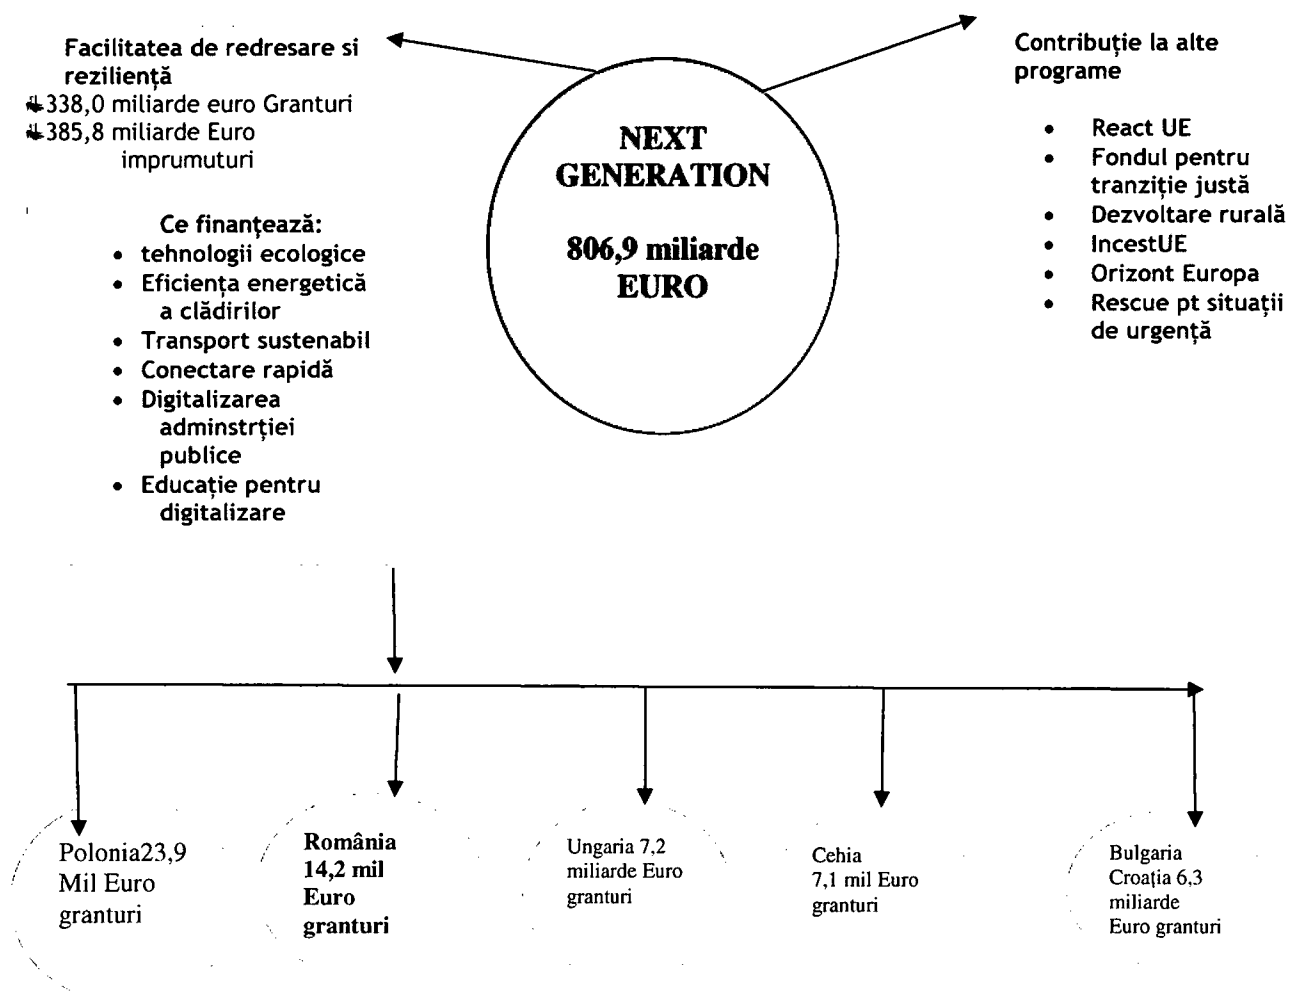 Facilitatea de redresare si
reziliență
338,0 miliarde euro Granturi
385,8 miliarde Euro
imprumuturi
Ce finanțează:
• tehnologii ecologice
• Eficiența energetică
a clădirilor
• Transport sustenabil
• Conectare rapidă
• Digitalizarea
adminstrției
publice
• Educație pentru
digitalizare
NEXT
GENERATION
806,9 miliarde
EURO
Contribuție la alte
programe
• React UE
• Fondul pentru
tranziție justă
• Dezvoltare rurală
• IncestUE
• Orizont Europa
• Rescue pt situații
de urgență
Polonia23,9
Mil Euro
granturi
România
14,2 mil
Euro
granturi
Ungaria 7,2
miliarde Euro
granturi
Cehia
7,1 mil Euro
granturi
Bulgaria
Croația 6,3
miliarde
Euro granturi